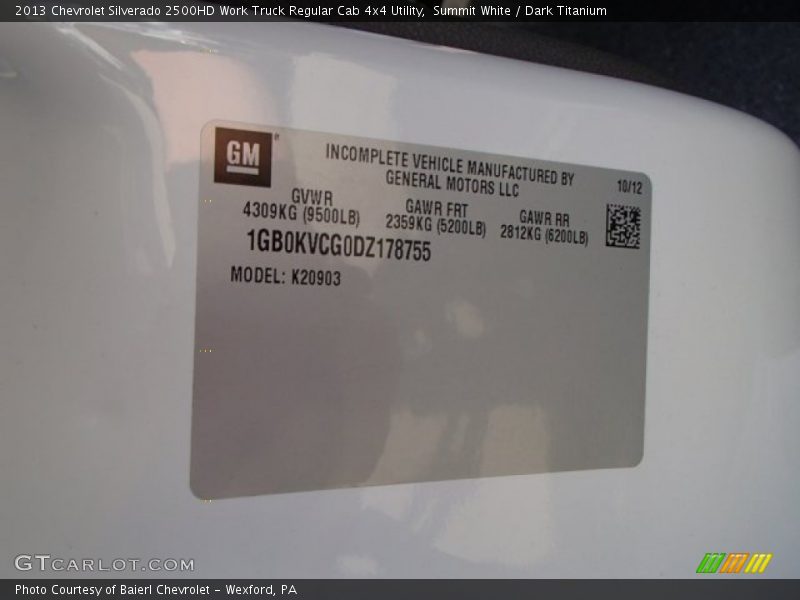 2013 Chevrolet Silverado 2500HD Work Truck Regular Cab 4x4 Utility, Summit White / Dark Titanium
GM®
INCOMPLETE VEHICLE MANUFACTURED BY
GENERAL MOTORS LLC
10/12
GVWR GAWR FRT GAWR RR
4309KG (9500LB) 2359KG (5200LB) 2812KG (6200LB)
1GB0KVCG0DZ178755
MODEL: K20903
GTCARLOT.COM
Photo Courtesy of Baierl Chevrolet - Wexford, PA